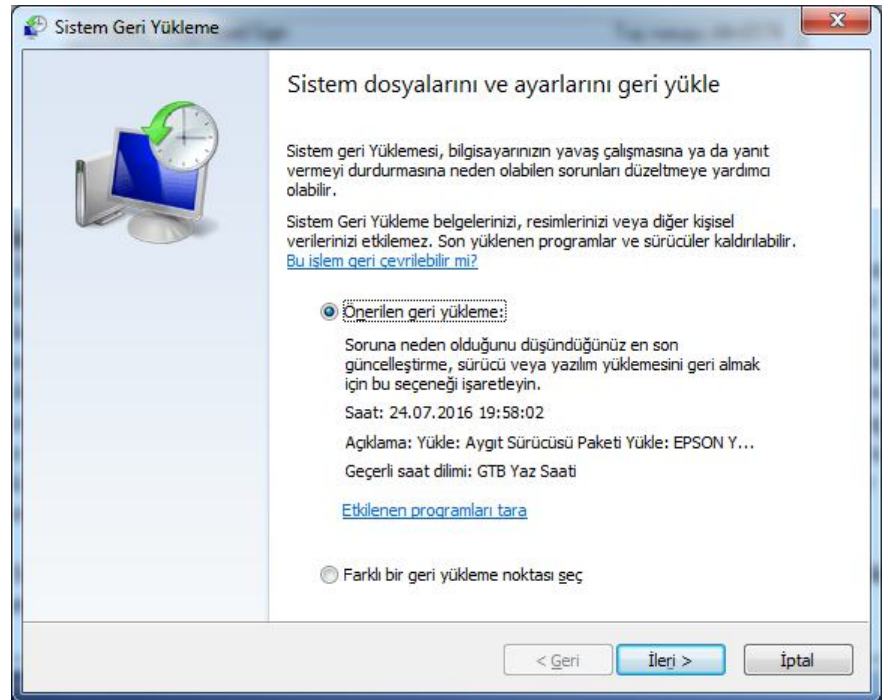 Sistem Geri Yükleme
Sistem dosyalarını ve ayarlarını geri yükle
Sistem geri Yüklemesi, bilgisayarınızın yavaş çalışmasına ya da yanıt
vermeyi durdurmasına neden olabilen sorunları düzeltmeye yardımcı
olabilir.
Sistem Geri Yükleme belgelerinizi, resimlerinizi veya diğer kişisel
verilerinizi etkilemez. Son yüklenen programlar ve sürücüler kaldırılabilir.
Bu işlem geri çevrilebilir mi?
Önerilen geri yükleme:
Soruna neden olduğunu düşündüğünüz en son
güncelleştirme, sürücü veya yazılım yüklemesini geri almak
için bu seçeneği işaretleyin.
Saat: 24.07.2016 19:58:02
Açıklama: Yükle: Aygıt Sürücüsü Paketi Yükle: EPSON Y...
Geçerli saat dilimi: GTB Yaz Saati
Etkilenen programları tara
Farklı bir geri yükleme noktası seç
< Geri İleri > İptal